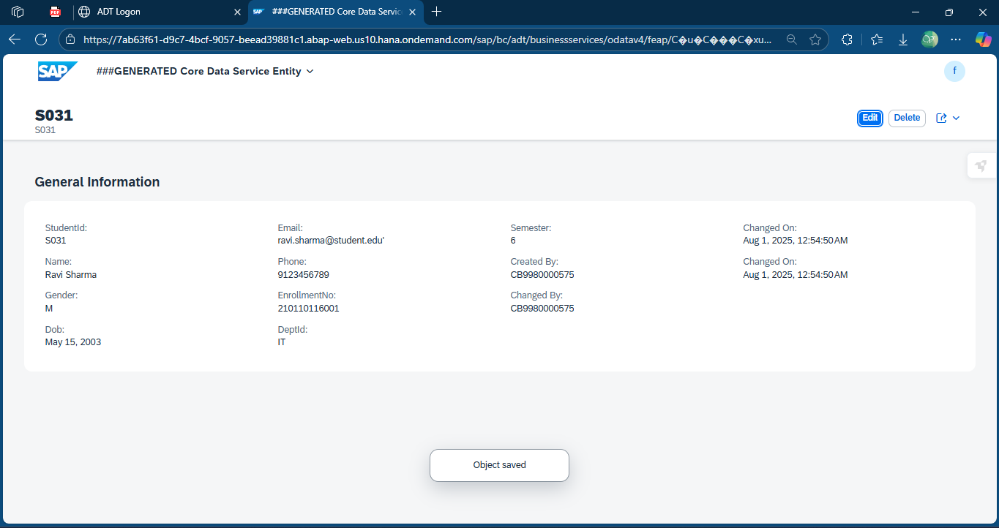 ADT Logon
###GENERATED Core Data Servic
https://7ab63f61-d9c7-4bcf-9057-beead39881c1.abap-web.us10.hana.ondemand.com/sap/bc/adt/businessservices/odatav4/feap/C�u�C���C�xu...
SAP ###GENERATED Core Data Service Entity
f
S031
S031
Edit Delete
General Information
StudentId:
S031
Name:
Ravi Sharma
Gender:
M
Dob:
May 15, 2003
Email:
ravi.sharma@student.edu'
Phone:
9123456789
EnrollmentNo:
210110116001
DeptId:
IT
Semester:
6
Created By:
CB9980000575
Changed By:
CB9980000575
Changed On:
Aug 1, 2025, 12:54:50 AM
Changed On:
Aug 1, 2025, 12:54:50 AM
Object saved